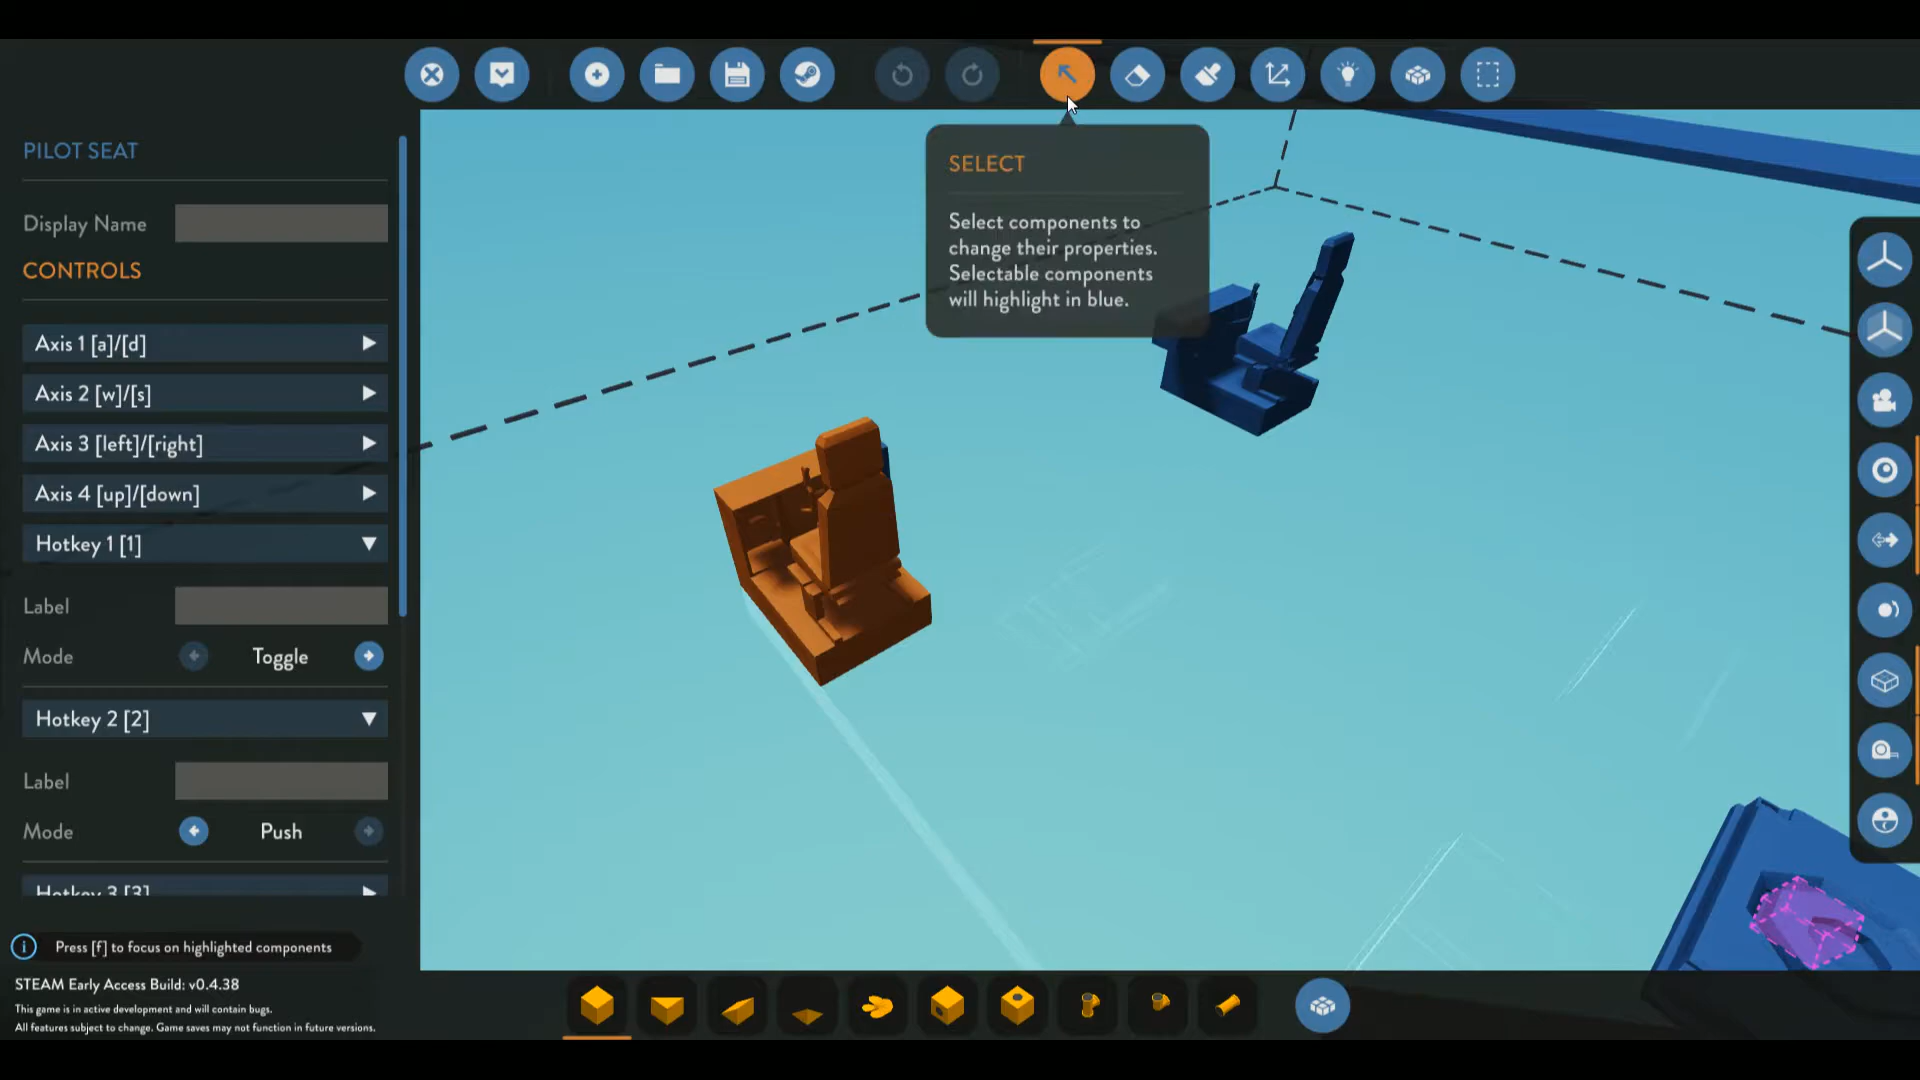 PILOT SEAT
Display Name
CONTROLS
Axis 1 [a]/[d]
Axis 2 [w]/[s]
Axis 3 [left]/[right]
Axis 4 [up]/[down]
Hotkey 1 [1]
Label
Mode
Toggle
Hotkey 2 [2]
Label
Mode
Push
Hotkey 3 [3]
Press [f] to focus on highlighted components
STEAM Early Access Build: v0.4.38
This game is in active development and will contain bugs.
All features subject to change. Game saves may not function in future versions.
SELECT
Select components to
change their properties.
Selectable components
will highlight in blue.